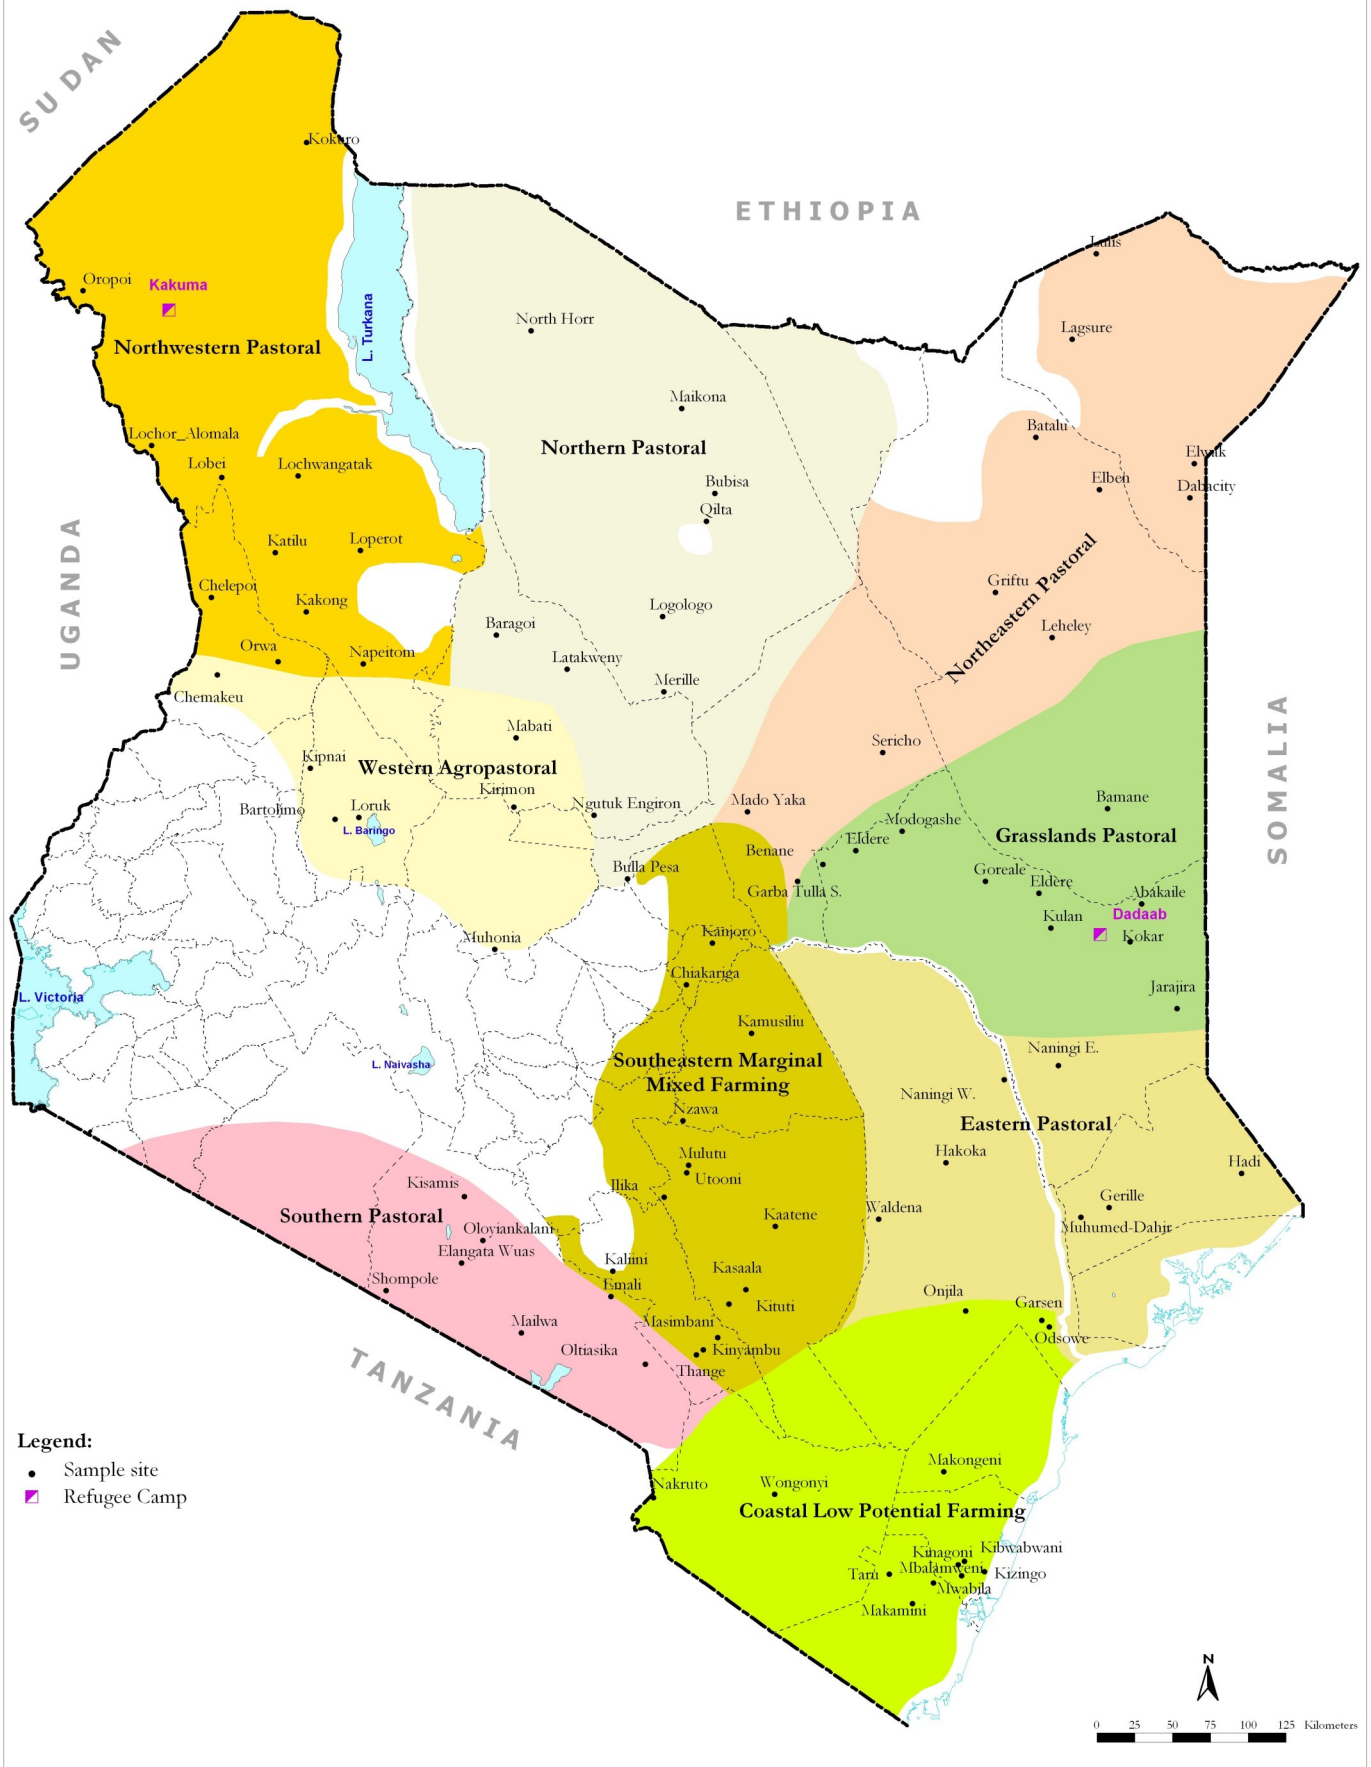 SUDAN
Kokuro
ETHIOPIA
Lulis
Oropoi
Kakuma
L. Turkana
North Horr
Lagsure
Northwestern Pastoral
Maikona
Batalu
Lochor_Alomala
Northern Pastoral
Elwak
Lobei
Lochwangatak
Bubisa
Elben
Dabacity
Qilta
UGANDA
Katilu
Loperot
Northeastern Pastoral
Chelepoi
Kakong
Griftu
Logologo
Baragoi
Leheley
Orwa
Napeitom
Latakweny
Merille
Chemakeu
SOMALIA
Mabati
Sericho
Kipnai
Western Agropastoral
Kirimon
Bartolimo
Loruk
Ngutuk Engiron
Mado Yaka
Bamane
L. Baringo
Modogashe
Grasslands Pastoral
Benane
Eldere
Bulla Pesa
Garba Tulla S.
Goreale
Eldere
Abakaile
Kulan
Dadaab
Muhonia
Kanjoro
Kokar
Chiakariga
Jarajira
L. Victoria
Kamusiliu
L. Naivasha
Southeastern Marginal
Mixed Farming
Naningi E.
Naningi W.
Nzawa
Eastern Pastoral
Mulutu
Hakoka
Hadi
Utooni
Kisamis
Ilika
Gerille
Southern Pastoral
Kaatene
Waldena
Muhumed-Dahir
Oloyiankalani
Elangata Wuas
Kaliini
Kasaala
Shompole
Emali
Onjila
Garsen
Kituti
Mailwa
Masimbani
Odsowe
Oltiasika
Kinyambu
Thange
TANZANIA
Legend:
Sample site
Refugee Camp
Makongeni
Nakruto
Wongonyi
Coastal Low Potential Farming
Kinagoni
Kibwabwani
Taru
Mbalamweni
Kizingo
Mwabila
Makamini
N
0 25 50 75 100 125 Kilometers